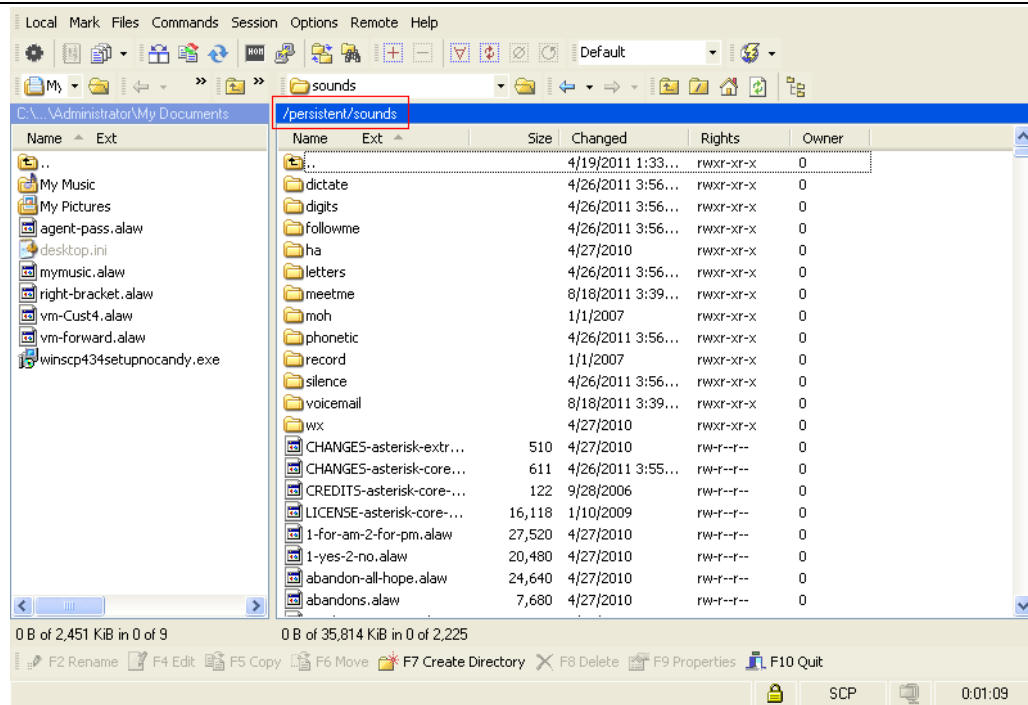 Local Mark Files Commands Session Options Remote Help
Default
My sounds
C:\...\Administrator\My Documents /persistent/sounds
Name Ext Name Ext Size Changed Rights Owner
.. .. 4/19/2011 1:33... rwxr-xr-x 0
My Music dictate 4/26/2011 3:56... rwxr-xr-x 0
My Pictures digits 4/26/2011 3:56... rwxr-xr-x 0
agent-pass.alaw followme 4/26/2011 3:56... rwxr-xr-x 0
desktop.ini ha 4/27/2010 rwxr-xr-x 0
mymusic.alaw letters 4/26/2011 3:56... rwxr-xr-x 0
right-bracket.alaw meetme 8/18/2011 3:39... rwxr-xr-x 0
vm-Cust4.alaw moh 1/1/2007 rwxr-xr-x 0
vm-forward.alaw phonetic 4/26/2011 3:56... rwxr-xr-x 0
winscp434setupnocandy.exe record 1/1/2007 rwxr-xr-x 0
silence 4/26/2011 3:56... rwxr-xr-x 0
voicemail 8/18/2011 3:39... rwxr-xr-x 0
wx 4/27/2010 rwxr-xr-x 0
CHANGES-asterisk-extr... 510 4/27/2010 rw-r--r-- 0
CHANGES-asterisk-core... 611 4/26/2011 3:55... rw-r--r-- 0
CREDITS-asterisk-core-... 122 9/28/2006 rw-r--r-- 0
LICENSE-asterisk-core-... 16,118 1/10/2009 rw-r--r-- 0
1-for-am-2-for-pm.alaw 27,520 4/27/2010 rw-r--r-- 0
1-yes-2-no.alaw 20,480 4/27/2010 rw-r--r-- 0
abandon-all-hope.alaw 24,640 4/27/2010 rw-r--r-- 0
abandons.alaw 7,680 4/27/2010 rw-r--r-- 0
0 B of 2,451 KiB in 0 of 9 0 B of 35,814 KiB in 0 of 2,225
F2 Rename F4 Edit F5 Copy F6 Move F7 Create Directory F8 Delete F9 Properties F10 Quit
SCP 0:01:09